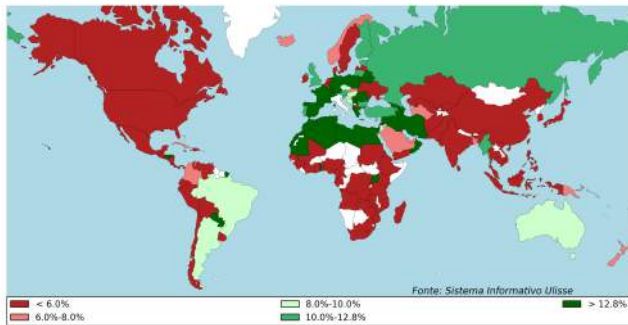 Fonte: Sistema Informativo Ulisse
< 6.0% 8.0%-10.0% > 12.8%
6.0%-8.0% 10.0%-12.8%